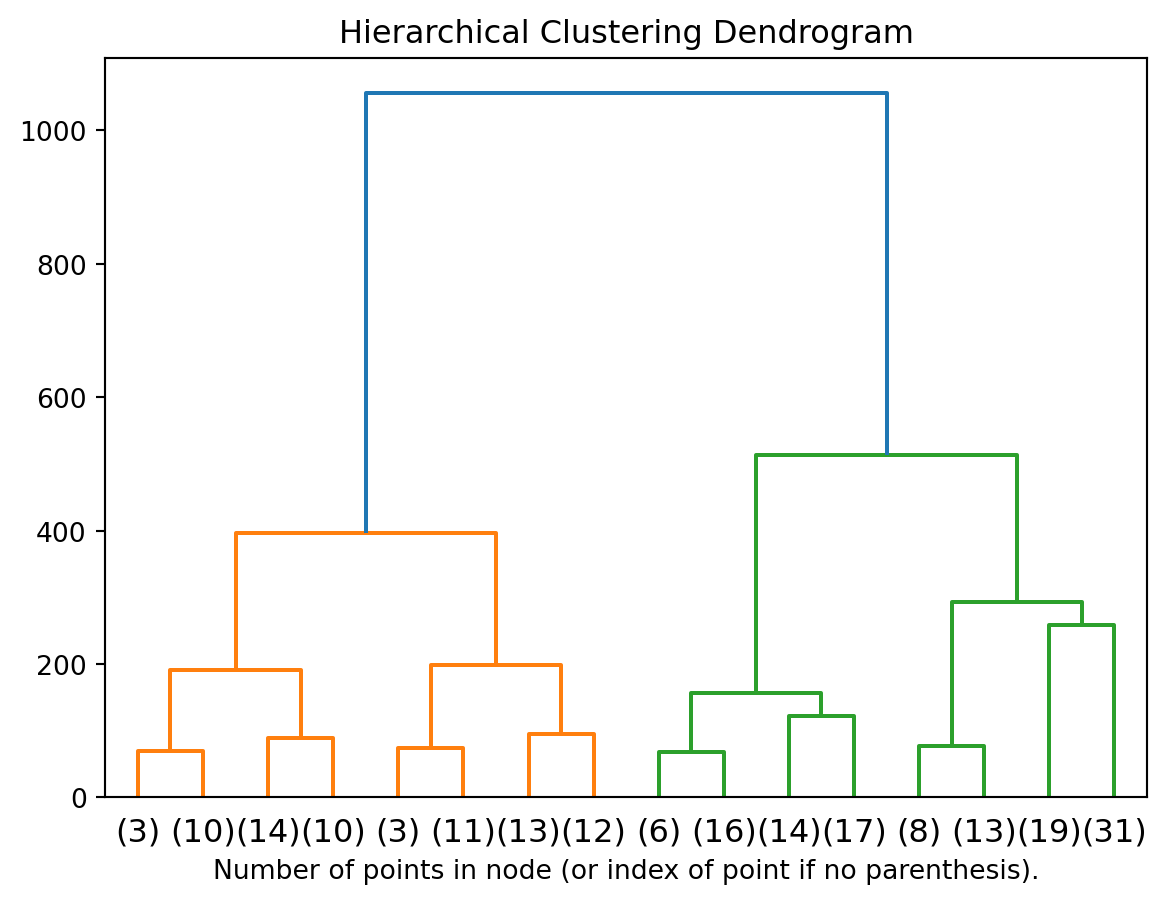 Hierarchical Clustering Dendrogram
1000
800
600
400
200
0
(3) (10)(14)(10) (3) (11)(13)(12) (6) (16)(14)(17) (8) (13)(19)(31)
Number of points in node (or index of point if no parenthesis).